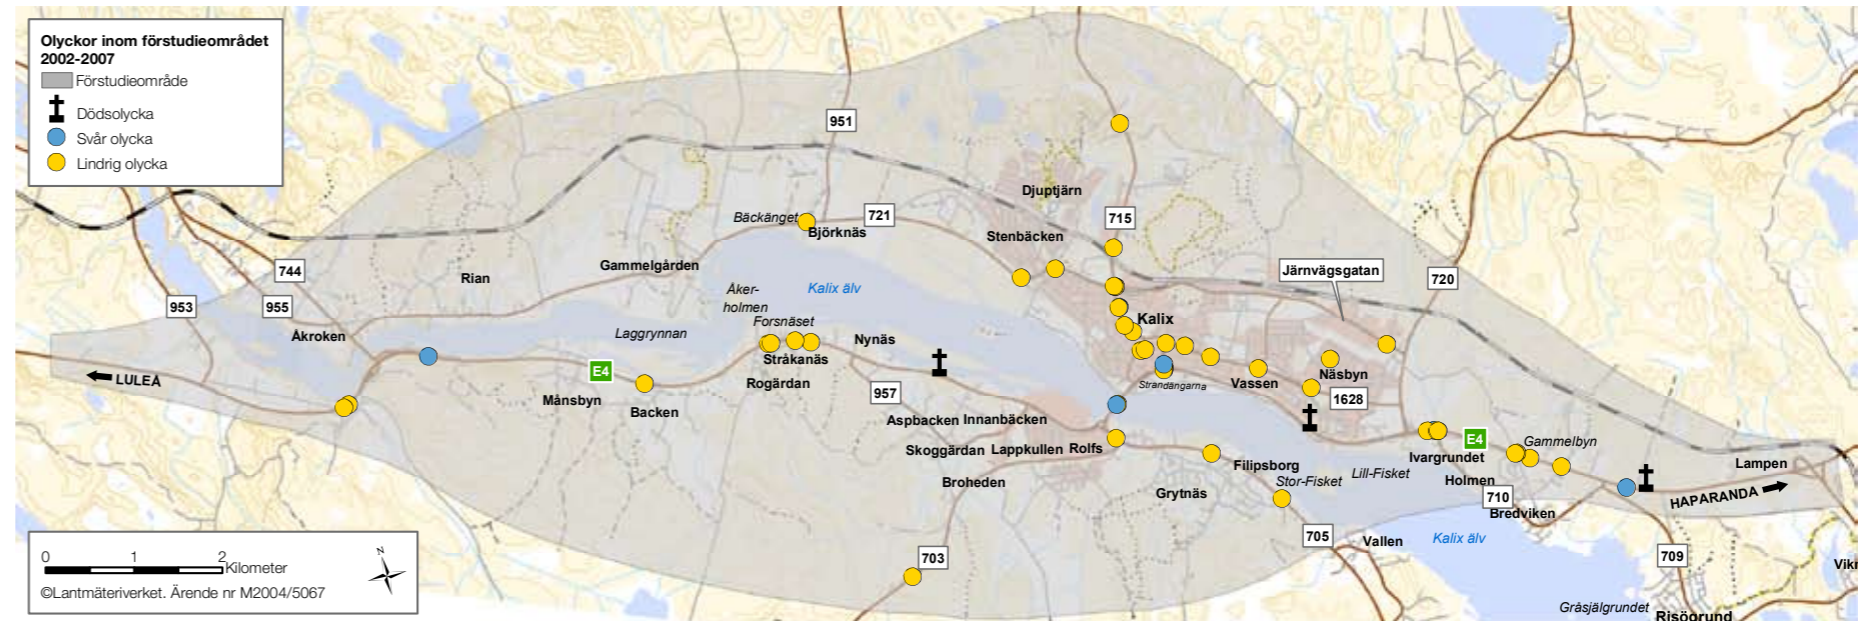 Olyckor inom förstudieområdet
2002-2007
Förstudieområde
Dödsolycka
Svår olycka
Lindrig olycka
951
Djuptjärn
Bäckänget
721
715
Björknäs
Stenbäcken
Gammelgården
744
Rian
Järnvägsgatan
720
953
955
Åker-
holmen
Kalix älv
Forsnäset
Kalix
Åkroken
Laggrynnan
Nynäs
Stråkanäs
LULEÅ
E4
Rogärdan
Strandängarna
Vassen
Näsbyn
957
1628
Månsbyn
Backen
Aspbacken
Innanbäcken
E4
Gammelbyn
Skoggärdan
Lappkullen
Rolfs
Ivargrundet
Filipsborg
Stor-Fisket
Lill-Fisket
Lampen
Broheden
Grytnäs
Holmen
710
HAPARANDA
Bredviken
705
Vallen
Kalix älv
703
709
Vikr
Gråsjälgrundet
Risögrund
0 1 2
Kilometer
N
©Lantmäteriverket. Ärende nr M2004/5067